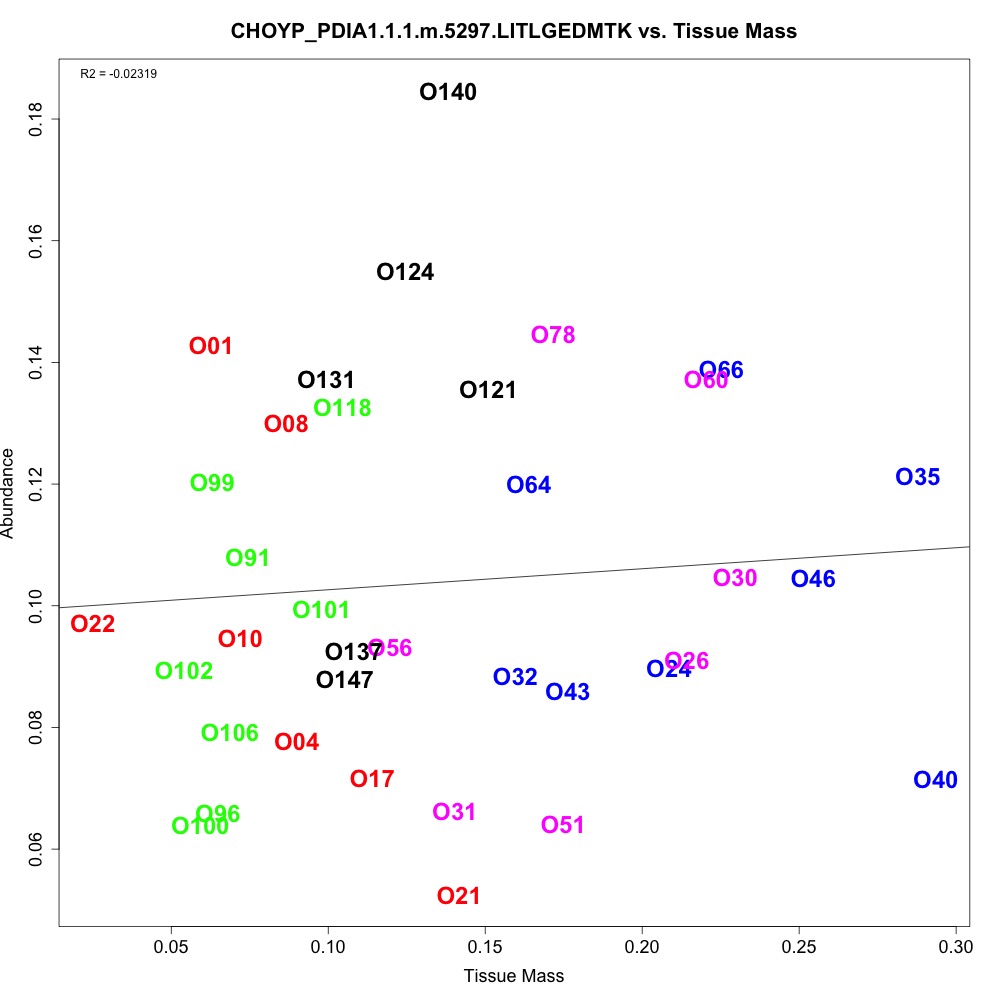 CHOYP_PDIA1.1.1.m.5297.LITLGEDMTK vs. Tissue Mass
R2 = -0.02319
O140
0.18
0.16
O124
O78
O01
0.14
O66
O60
O131
O121
O118
O08
O99
0.12
O64
O35
Abundance
O91
O30
O46
0.10
O101
O22
O10
O137
O56
O102
O147
O32
O43
O24
O26
0.08
O106
O04
O17
O40
O31
O96
O100
O51
0.06
O21
0.05 0.10 0.15 0.20 0.25 0.30
Tissue Mass